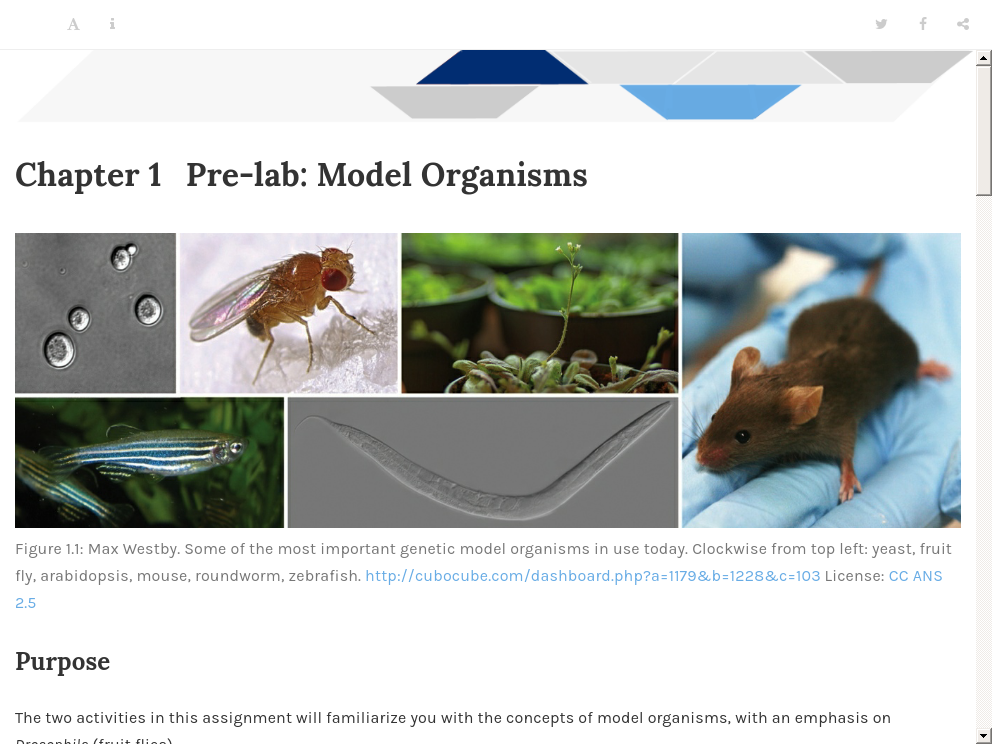 Chapter 1 Pre-lab: Model Organisms
Figure 1.1: Max Westby. Some of the most important genetic model organisms in use today. Clockwise from top left: yeast, fruit
fly, arabidopsis, mouse, roundworm, zebrafish. http://cubocube.com/dashboard.php?a=1179&b=1228&c=103 License: CC ANS
2.5
Purpose
The two activities in this assignment will familiarize you with the concepts of model organisms, with an emphasis on
Drosophila (fruit flies).